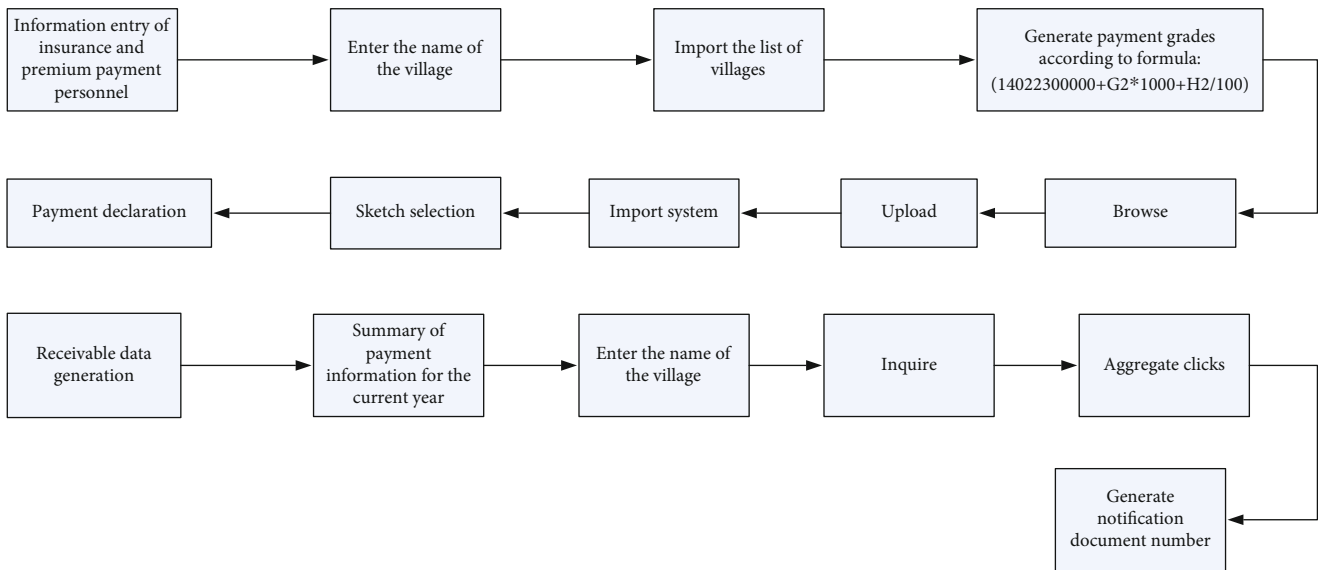 Information entry of
insurance and
premium payment
personnel
Enter the name of
the village
Import the list of
villages
Generate payment grades
according to formula:
(14022300000+G2*1000+H2/100)
Payment declaration
Sketch selection
Import system
Upload
Browse
Receivable data
generation
Summary of
payment
information for the
current year
Enter the name of
the village
Inquire
Aggregate clicks
Generate
notification
document number